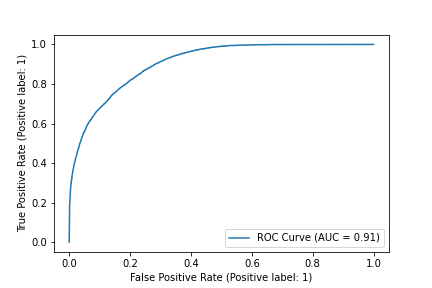 1.0
0.8
0.6
0.4
0.2
0.0
True Positive Rate (Positive label: 1)
ROC Curve (AUC = 0.91)
0.0 0.2 0.4 0.6 0.8 1.0
False Positive Rate (Positive label: 1)